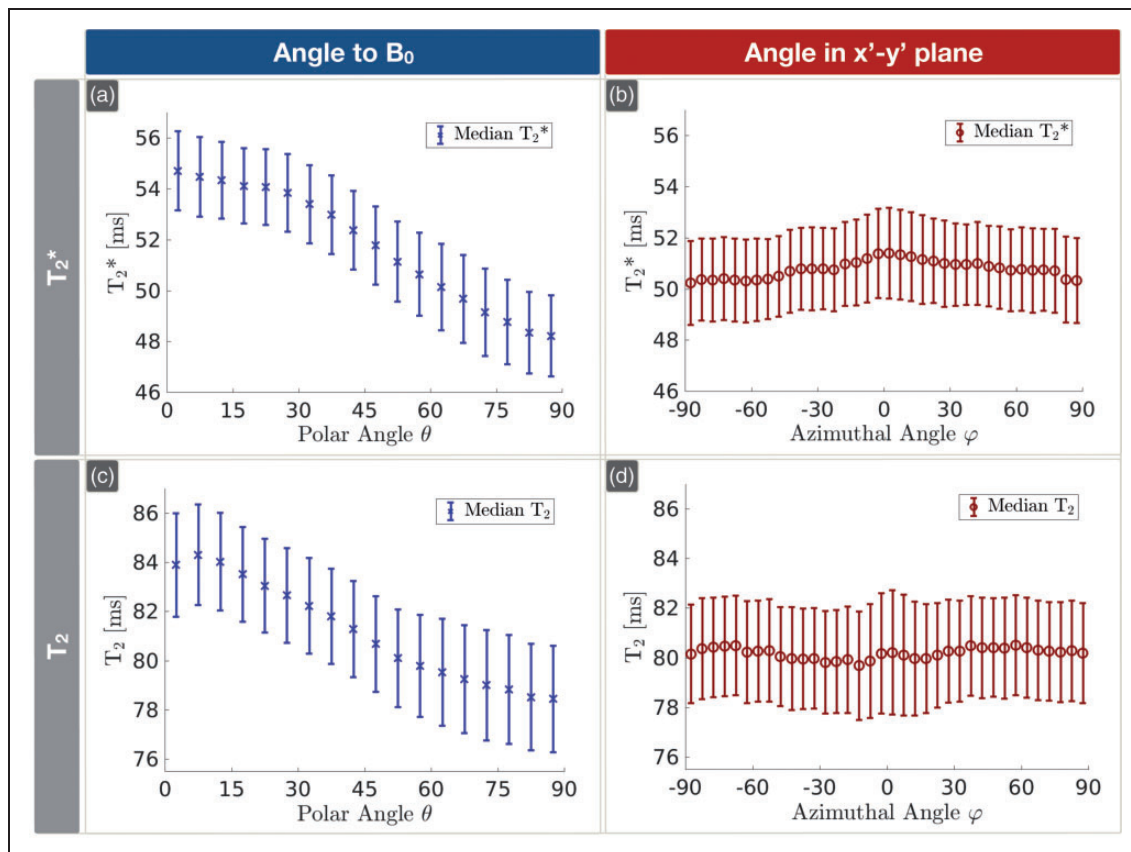 Angle to B₀
Angle in x'-y' plane
T₂*
(a)
Median T₂*
T₂* [ms]
56
54
52
50
48
46
0 15 30 45 60 75 90
Polar Angle θ
(b)
Median T₂*
T₂* [ms]
56
54
52
50
48
46
-90 -60 -30 0 30 60 90
Azimuthal Angle φ
T₂
(c)
Median T₂
T₂ [ms]
86
84
82
80
78
76
0 15 30 45 60 75 90
Polar Angle θ
(d)
Median T₂
T₂ [ms]
86
84
82
80
78
76
-90 -60 -30 0 30 60 90
Azimuthal Angle φ